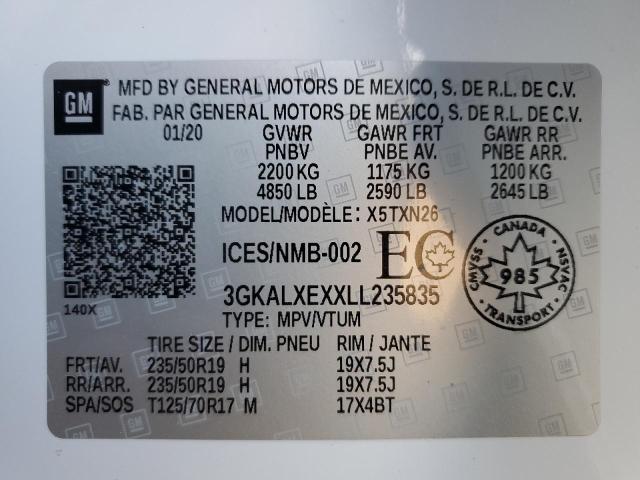 GM
MFD BY GENERAL MOTORS DE MEXICO, S. DE R.L. DE C.V.
FAB. PAR GENERAL MOTORS DE MEXICO, S. DE R.L. DE C.V.
01/20 GVWR GAWR FRT GAWR RR
PNBV PNBE AV. PNBE ARR.
2200 KG 1175 KG 1200 KG
4850 LB 2590 LB 2645 LB
MODEL/MODÈLE: X5TXN26
ICES/NMB-002 EC
CANADA
CMVSS 985 NSVAC
TRANSPORT
3GKALXEXXLL235835
140X
TYPE: MPV/VTUM
TIRE SIZE / DIM. PNEU RIM / JANTE
FRT/AV. 235/50R19 H 19X7.5J
RR/ARR. 235/50R19 H 19X7.5J
SPA/SOS T125/70R17 M 17X4BT